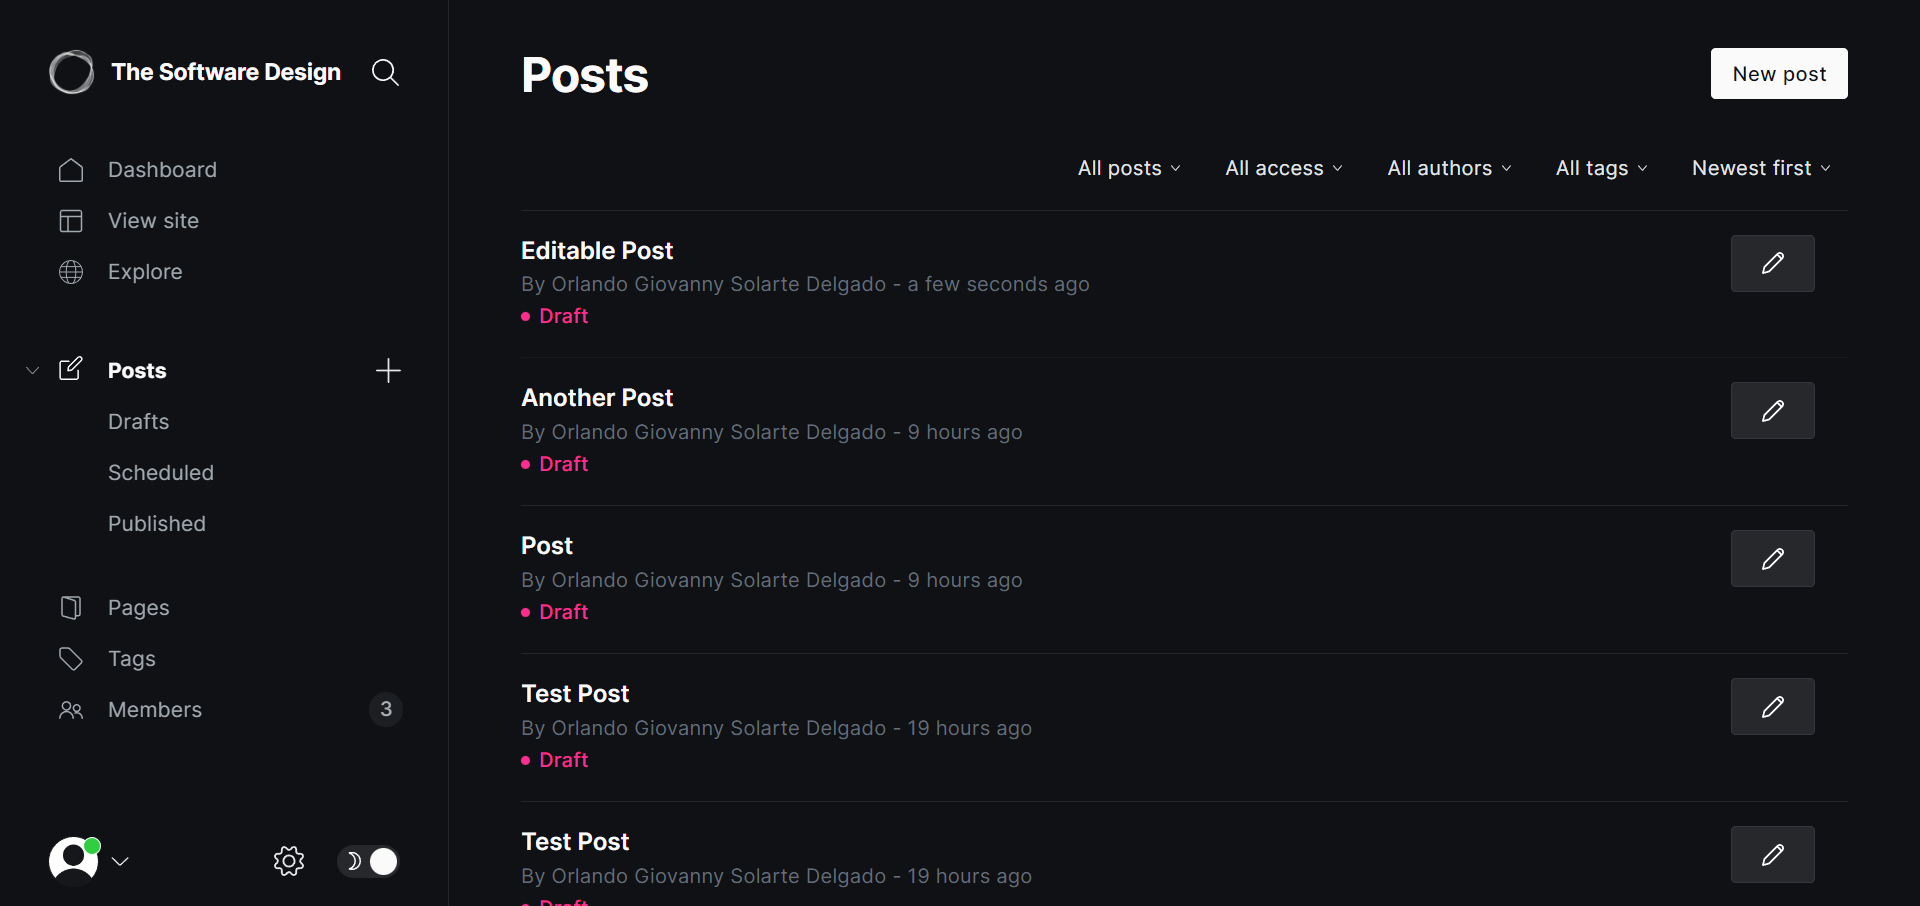 The Software Design
Dashboard
View site
Explore
Posts
Drafts
Scheduled
Published
Pages
Tags
Members 3
Posts
New post
All posts All access All authors All tags Newest first
Editable Post
By Orlando Giovanny Solarte Delgado - a few seconds ago
Draft
Another Post
By Orlando Giovanny Solarte Delgado - 9 hours ago
Draft
Post
By Orlando Giovanny Solarte Delgado - 9 hours ago
Draft
Test Post
By Orlando Giovanny Solarte Delgado - 19 hours ago
Draft
Test Post
By Orlando Giovanny Solarte Delgado - 19 hours ago
Draft